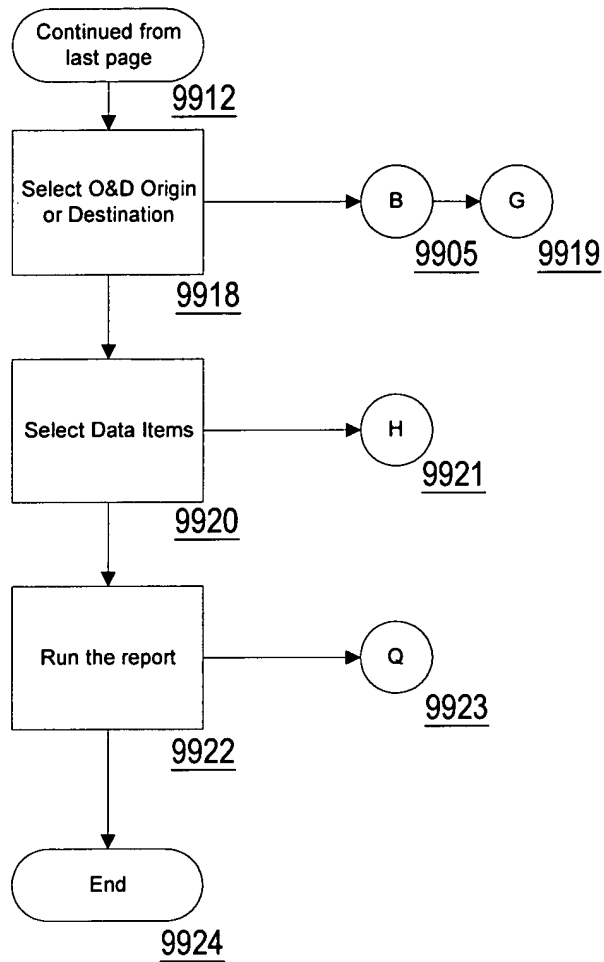 Continued from
last page
9912
Select O&D Origin
or Destination
B
G
9905
9919
9918
Select Data Items
H
9921
9920
Run the report
Q
9923
9922
End
9924